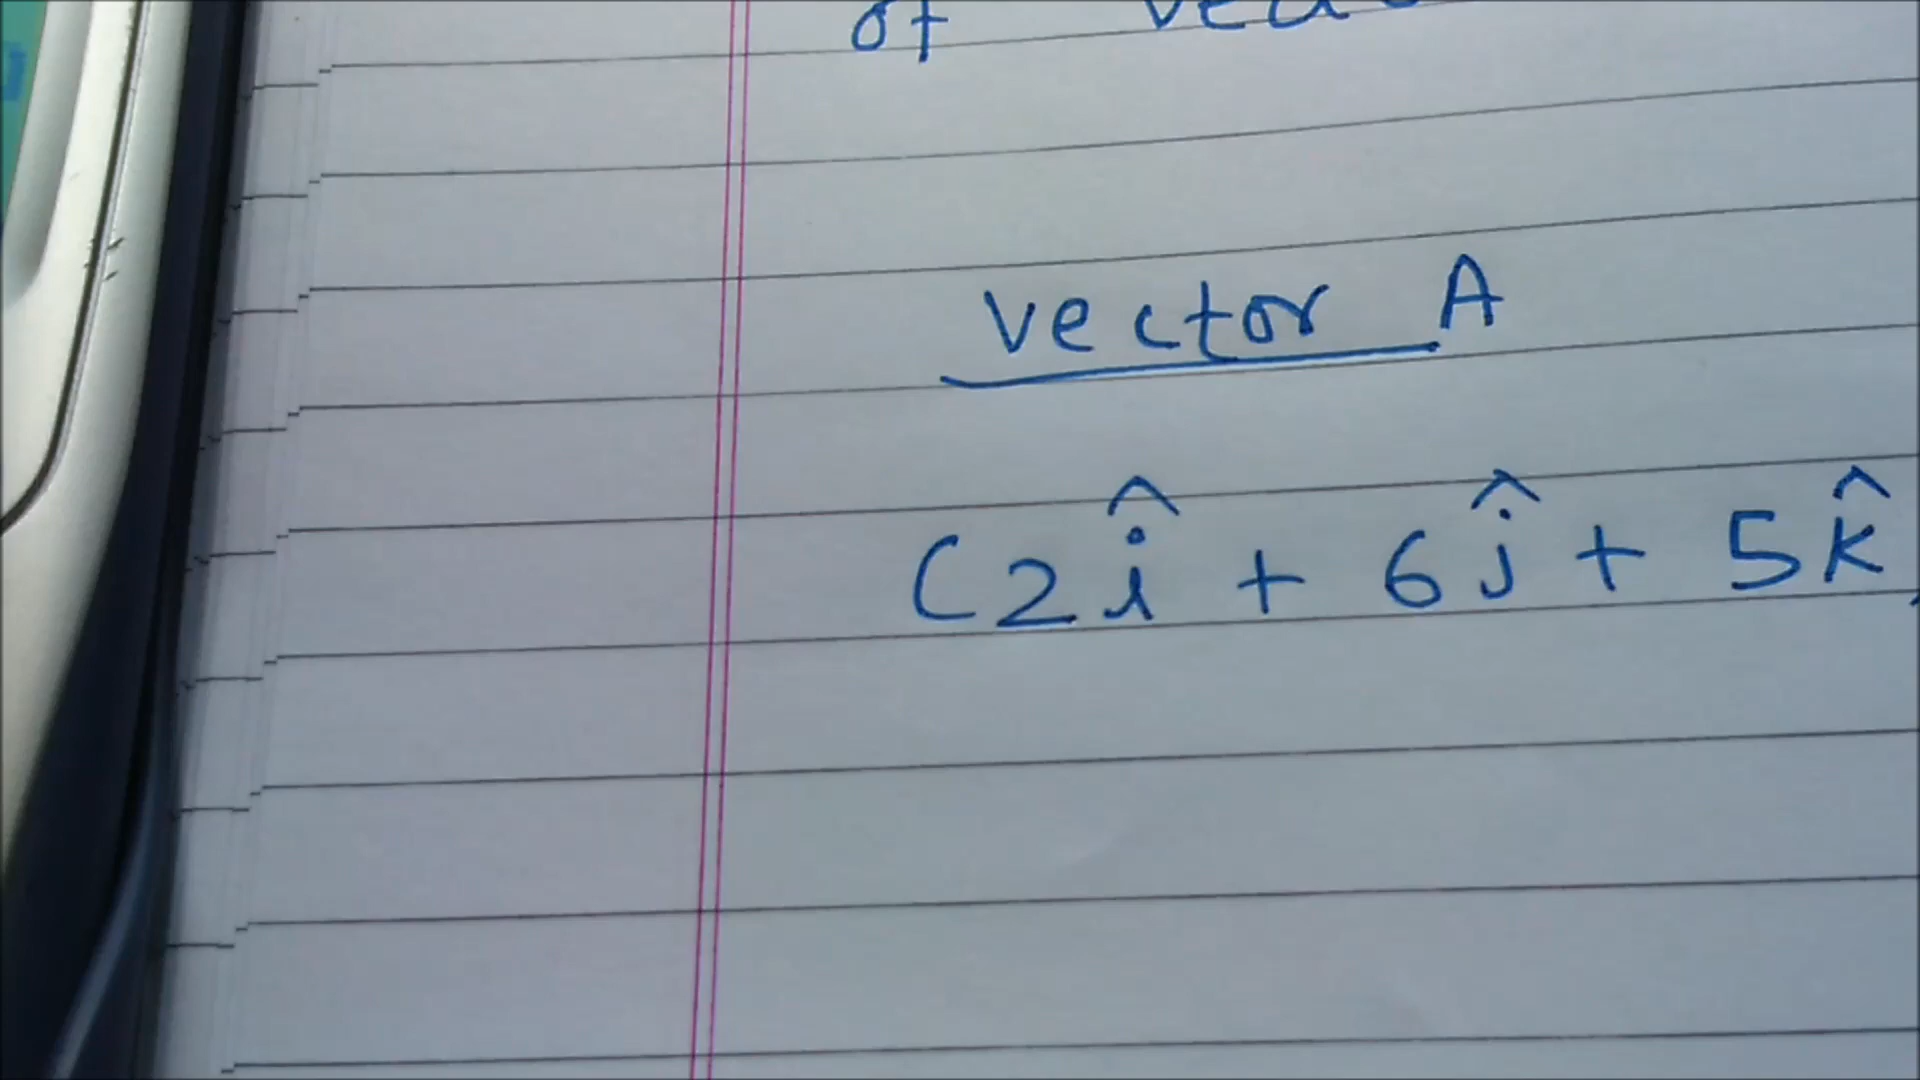 of
vector A
(2î + 6ĵ + 5k̂